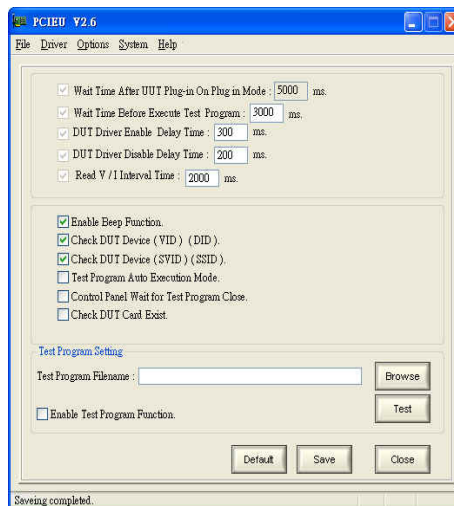 PCIEU V2.6
File Driver Options System Help
Wait Time After UUT Plug-in On Plug in Mode : 5000 ms.
Wait Time Before Execute Test Program : 3000 ms.
DUT Driver Enable Delay Time : 300 ms.
DUT Driver Disable Delay Time : 200 ms.
Read V / I Interval Time : 2000 ms.
Enable Beep Function.
Check DUT Device ( VID ) ( DID ).
Check DUT Device ( SVID ) ( SSID ).
Test Program Auto Execution Mode.
Control Panel Wait for Test Program Close.
Check DUT Card Exist.
Test Program Setting
Test Program Filename : Browse
Enable Test Program Function. Test
Default Save Close
Saveing completed.